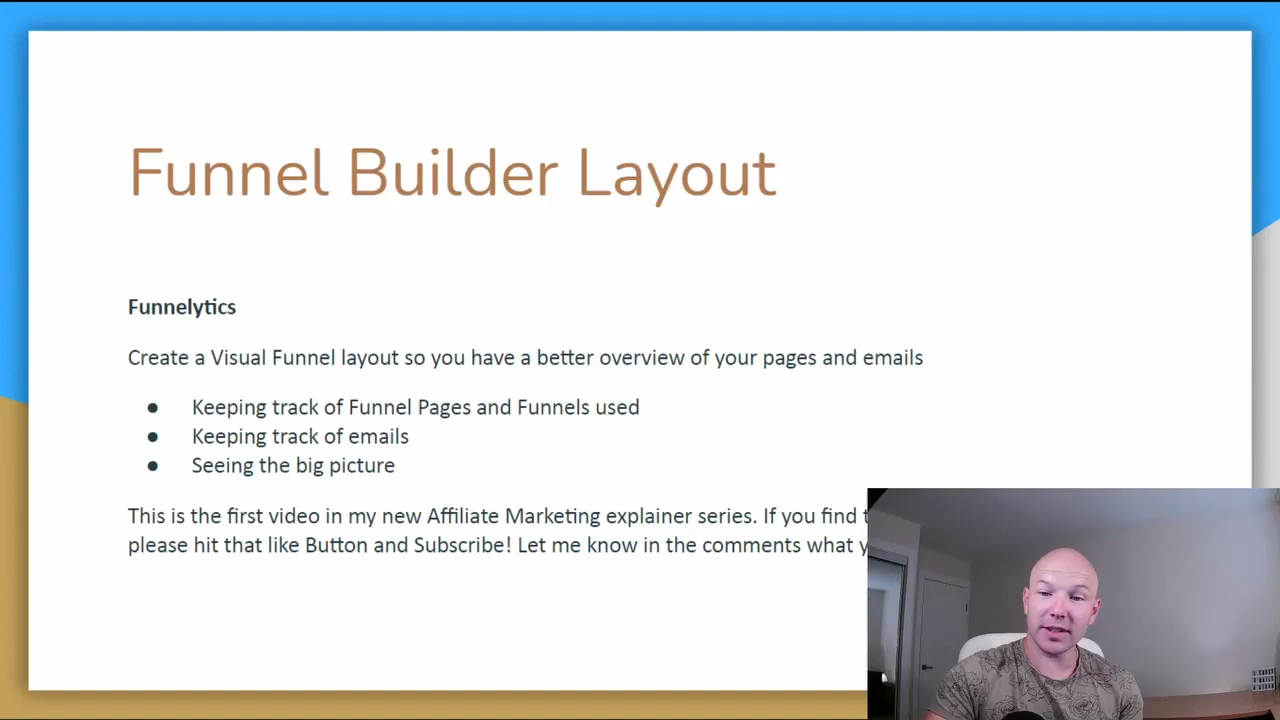 Funnel Builder Layout
Funnelytics
Create a Visual Funnel layout so you have a better overview of your pages and emails
● Keeping track of Funnel Pages and Funnels used
● Keeping track of emails
● Seeing the big picture
This is the first video in my new Affiliate Marketing explainer series. If you find
please hit that like Button and Subscribe! Let me know in the comments what